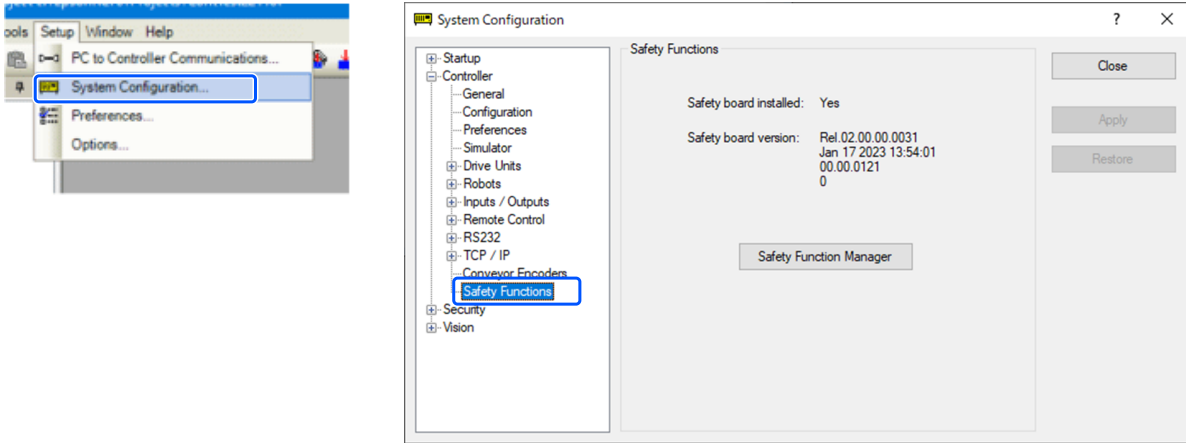 Setup Window Help
PC to Controller Communications...
System Configuration...
Preferences...
Options...
System Configuration
? X
Startup
Controller
General
Configuration
Preferences
Simulator
Drive Units
Robots
Inputs / Outputs
Remote Control
RS232
TCP / IP
Conveyor Encoders
Safety Functions
Security
Vision
Safety Functions
Safety board installed: Yes
Safety board version: Rel.02.00.00.0031
Jan 17 2023 13:54:01
00.00.0121
0
Safety Function Manager
Close
Apply
Restore